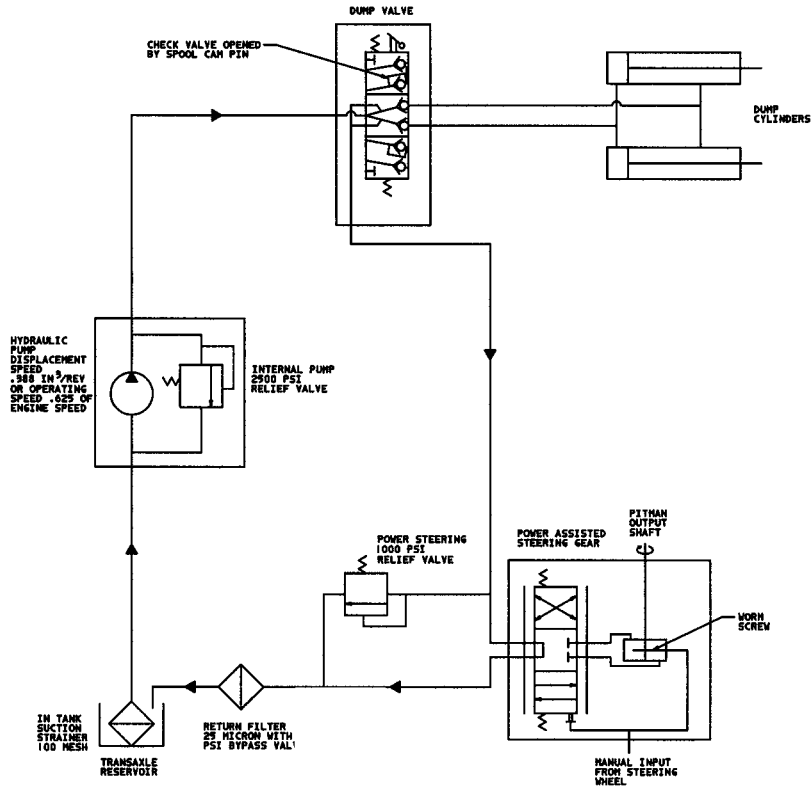 DUMP VALVE
CHECK VALVE OPENED
BY SPOOL CAM PIN
DUMP
CYLINDERS
HYDRAULIC
PUMP
DISPLACEMENT
SPEED
.388 IN³/REV
OR OPERATING
SPEED .625 OF
ENGINE SPEED
INTERNAL PUMP
2500 PSI
RELIEF VALVE
PITMAN
OUTPUT
SHAFT
POWER ASSISTED
STEERING GEAR
POWER STEERING
1000 PSI
RELIEF VALVE
WORM
SCREW
IN TANK
SUCTION
STRAINER
100 MESH
TRANSAXLE
RESERVOIR
RETURN FILTER
25 MICRON WITH
PSI BYPASS VAL
MANUAL INPUT
FROM STEERING
WHEEL